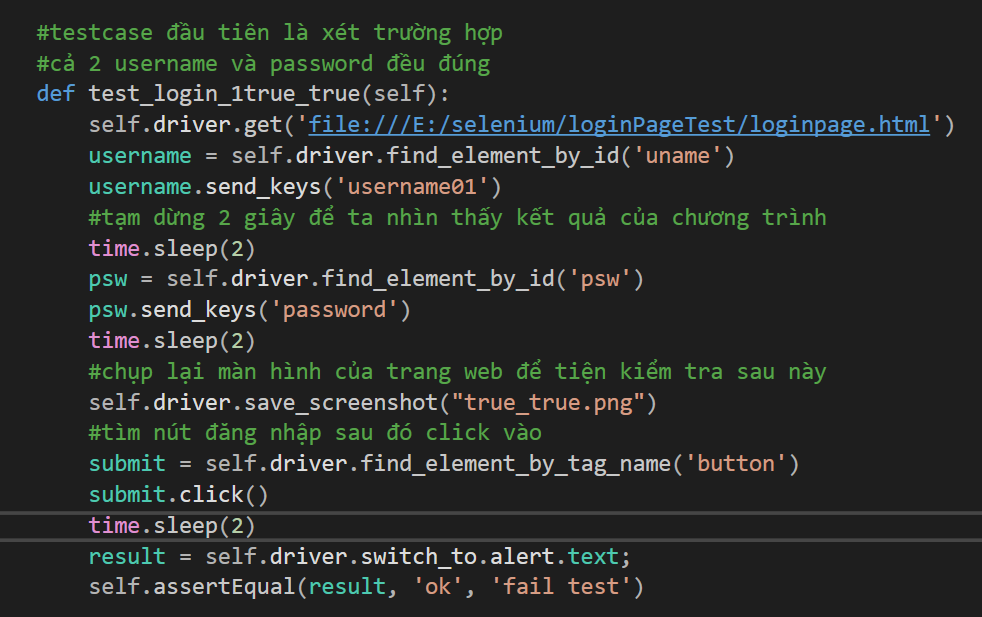 #testcase đầu tiên là xét trường hợp
#cả 2 username và password đều đúng
def test_login_1true_true(self):
    self.driver.get('file:///E:/selenium/loginPageTest/loginpage.html')
    username = self.driver.find_element_by_id('uname')
    username.send_keys('username01')
    #tạm dừng 2 giây để ta nhìn thấy kết quả của chương trình
    time.sleep(2)
    psw = self.driver.find_element_by_id('psw')
    psw.send_keys('password')
    time.sleep(2)
    #chụp lại màn hình của trang web để tiện kiểm tra sau này
    self.driver.save_screenshot("true_true.png")
    #tìm nút đăng nhập sau đó click vào
    submit = self.driver.find_element_by_tag_name('button')
    submit.click()
    time.sleep(2)
    result = self.driver.switch_to.alert.text;
    self.assertEqual(result, 'ok', 'fail test')